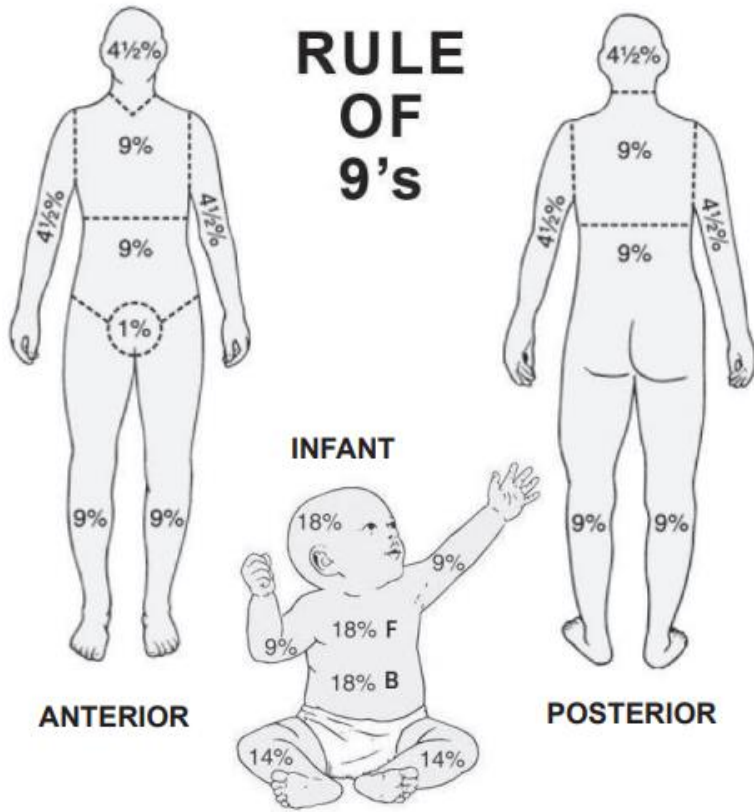 RULE
OF
9's
4½%
9%
4½%
4½%
9%
1%
9%
9%
ANTERIOR
4½%
9%
4½%
4½%
9%
9%
9%
POSTERIOR
INFANT
18%
9%
9%
18% F
18% B
14%
14%